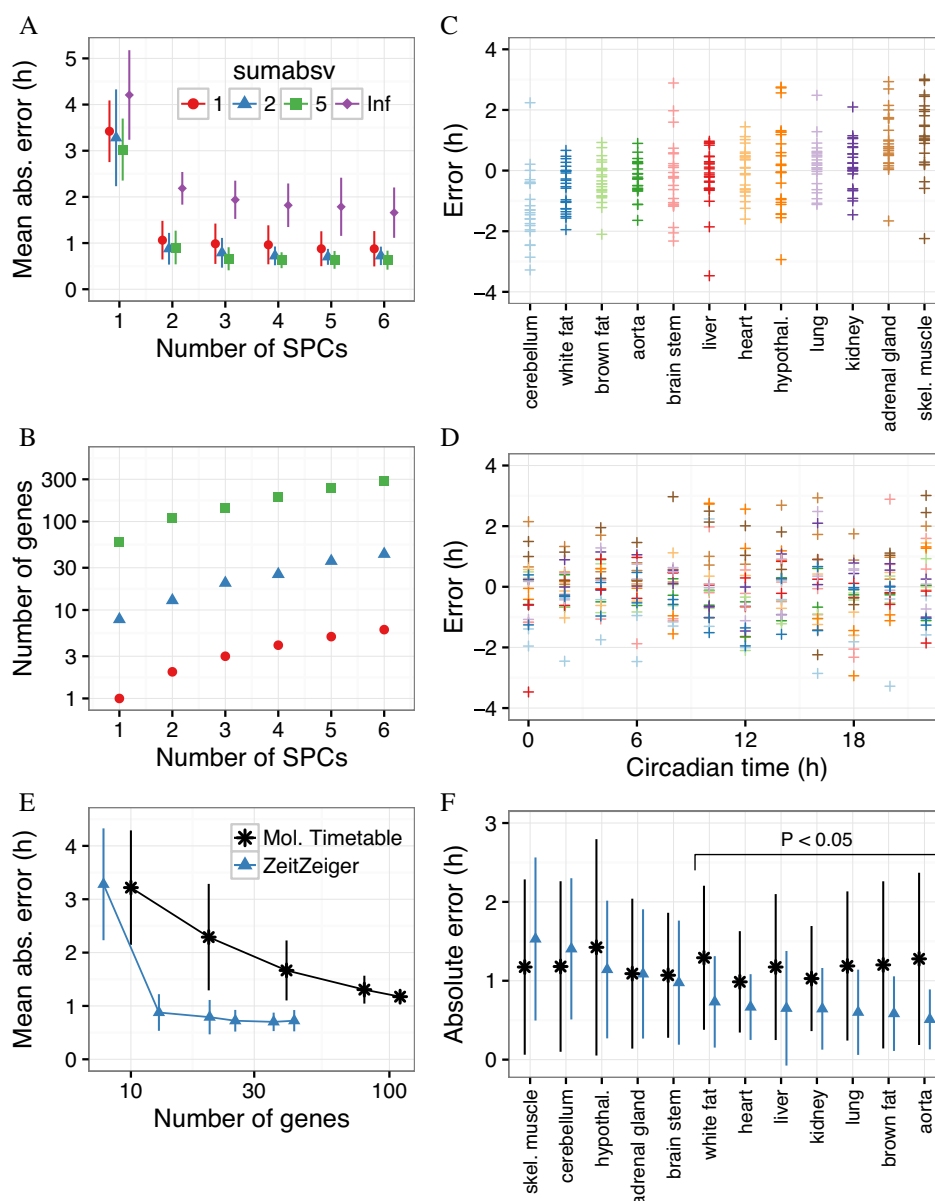 A
Mean abs. error (h)
5
4
3
2
1
0
sumabsv
1 2 5 Inf
1 2 3 4 5 6
Number of SPCs
C
Error (h)
4
2
0
−2
−4
cerebellum
white fat
brown fat
aorta
brain stem
liver
heart
hypothal.
lung
kidney
adrenal gland
skel. muscle
B
Number of genes
300
100
30
10
3
1
1 2 3 4 5 6
Number of SPCs
D
Error (h)
4
2
0
−2
−4
0 6 12 18
Circadian time (h)
E
Mean abs. error (h)
4
3
2
1
0
Mol. Timetable
ZeitZeiger
10 30 100
Number of genes
F
Absolute error (h)
3
2
1
0
P < 0.05
skel. muscle
cerebellum
hypothal.
adrenal gland
brain stem
white fat
heart
liver
kidney
lung
brown fat
aorta